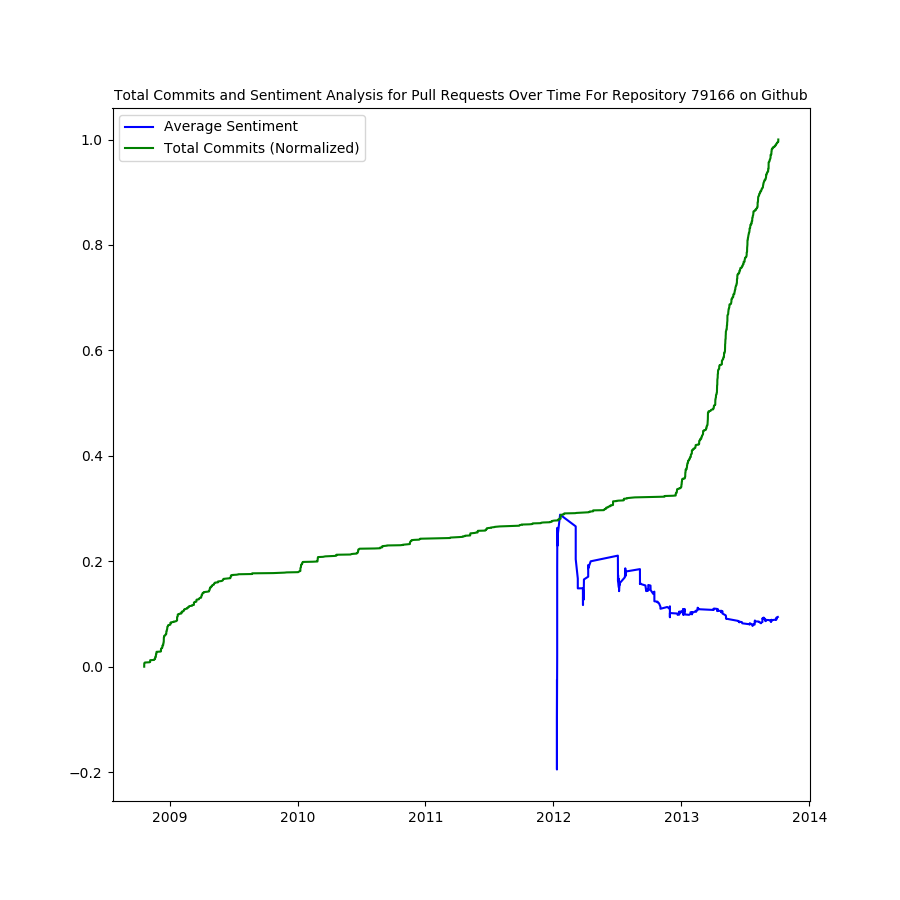 Total Commits and Sentiment Analysis for Pull Requests Over Time For Repository 79166 on Github
Average Sentiment
Total Commits (Normalized)
1.0
0.8
0.6
0.4
0.2
0.0
−0.2
2009 2010 2011 2012 2013 2014